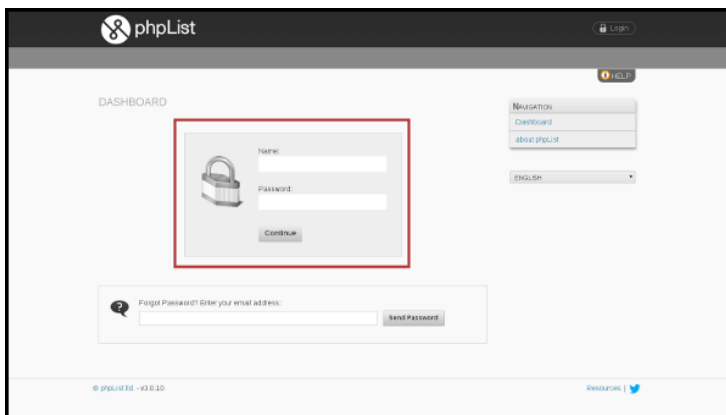 phpList
Login
HELP
DASHBOARD
NAVIGATION
Dashboard
about phpList
ENGLISH
Name:
Password:
Continue
Forgot Password? Enter your email address:
Send Password
© phpList ltd. - v3.0.10
Resources |